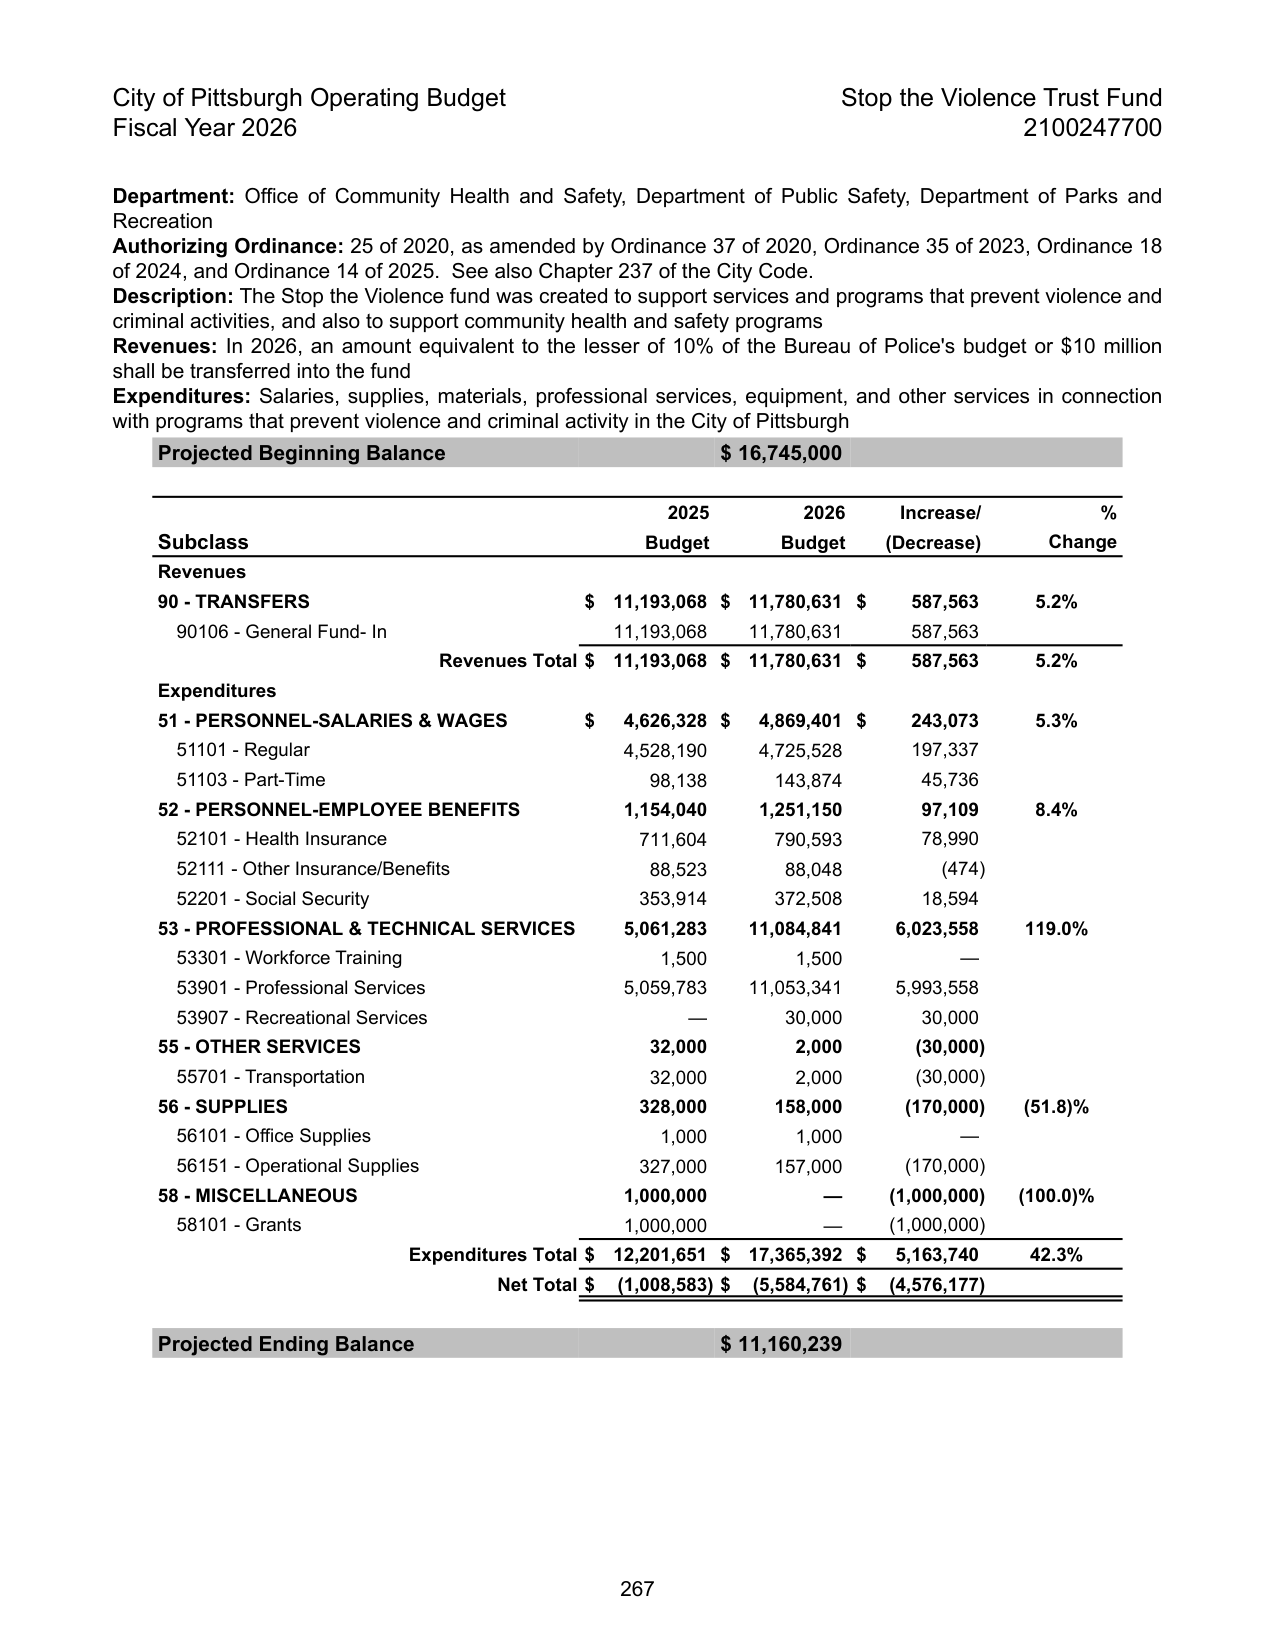 City of Pittsburgh Operating Budget Stop the Violence Trust Fund
Fiscal Year 2026 2100247700
Department: Office of Community Health and Safety, Department of Public Safety, Department of Parks and
Recreation
Authorizing Ordinance: 25 of 2020, as amended by Ordinance 37 of 2020, Ordinance 35 of 2023, Ordinance 18
of 2024, and Ordinance 14 of 2025. See also Chapter 237 of the City Code.
Description: The Stop the Violence fund was created to support services and programs that prevent violence and
criminal activities, and also to support community health and safety programs
Revenues: In 2026, an amount equivalent to the lesser of 10% of the Bureau of Police's budget or $10 million
shall be transferred into the fund
Expenditures: Salaries, supplies, materials, professional services, equipment, and other services in connection
with programs that prevent violence and criminal activity in the City of Pittsburgh
Projected Beginning Balance $ 16,745,000
2025 2026 Increase/ %
Subclass Budget Budget (Decrease) Change
Revenues
90 - TRANSFERS $ 11,193,068 $ 11,780,631 $ 587,563 5.2%
90106 - General Fund- In 11,193,068 11,780,631 587,563
Revenues Total $ 11,193,068 $ 11,780,631 $ 587,563 5.2%
Expenditures
51 - PERSONNEL-SALARIES & WAGES $ 4,626,328 $ 4,869,401 $ 243,073 5.3%
51101 - Regular 4,528,190 4,725,528 197,337
51103 - Part-Time 98,138 143,874 45,736
52 - PERSONNEL-EMPLOYEE BENEFITS 1,154,040 1,251,150 97,109 8.4%
52101 - Health Insurance 711,604 790,593 78,990
52111 - Other Insurance/Benefits 88,523 88,048 (474)
52201 - Social Security 353,914 372,508 18,594
53 - PROFESSIONAL & TECHNICAL SERVICES 5,061,283 11,084,841 6,023,558 119.0%
53301 - Workforce Training 1,500 1,500 —
53901 - Professional Services 5,059,783 11,053,341 5,993,558
53907 - Recreational Services — 30,000 30,000
55 - OTHER SERVICES 32,000 2,000 (30,000)
55701 - Transportation 32,000 2,000 (30,000)
56 - SUPPLIES 328,000 158,000 (170,000) (51.8)%
56101 - Office Supplies 1,000 1,000 —
56151 - Operational Supplies 327,000 157,000 (170,000)
58 - MISCELLANEOUS 1,000,000 — (1,000,000) (100.0)%
58101 - Grants 1,000,000 — (1,000,000)
Expenditures Total $ 12,201,651 $ 17,365,392 $ 5,163,740 42.3%
Net Total $ (1,008,583) $ (5,584,761) $ (4,576,177)
Projected Ending Balance $ 11,160,239
267